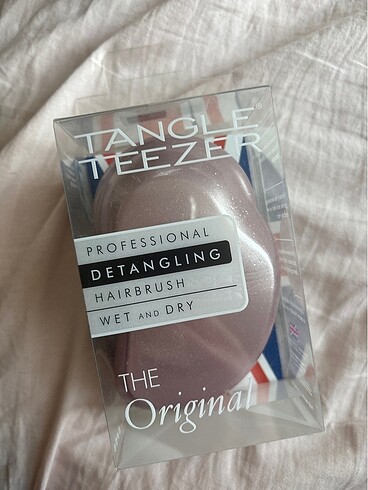 TANGLE®
TEEZER
PROFESSIONAL
DETANGLING
HAIRBRUSH
WET AND DRY
THE
Original